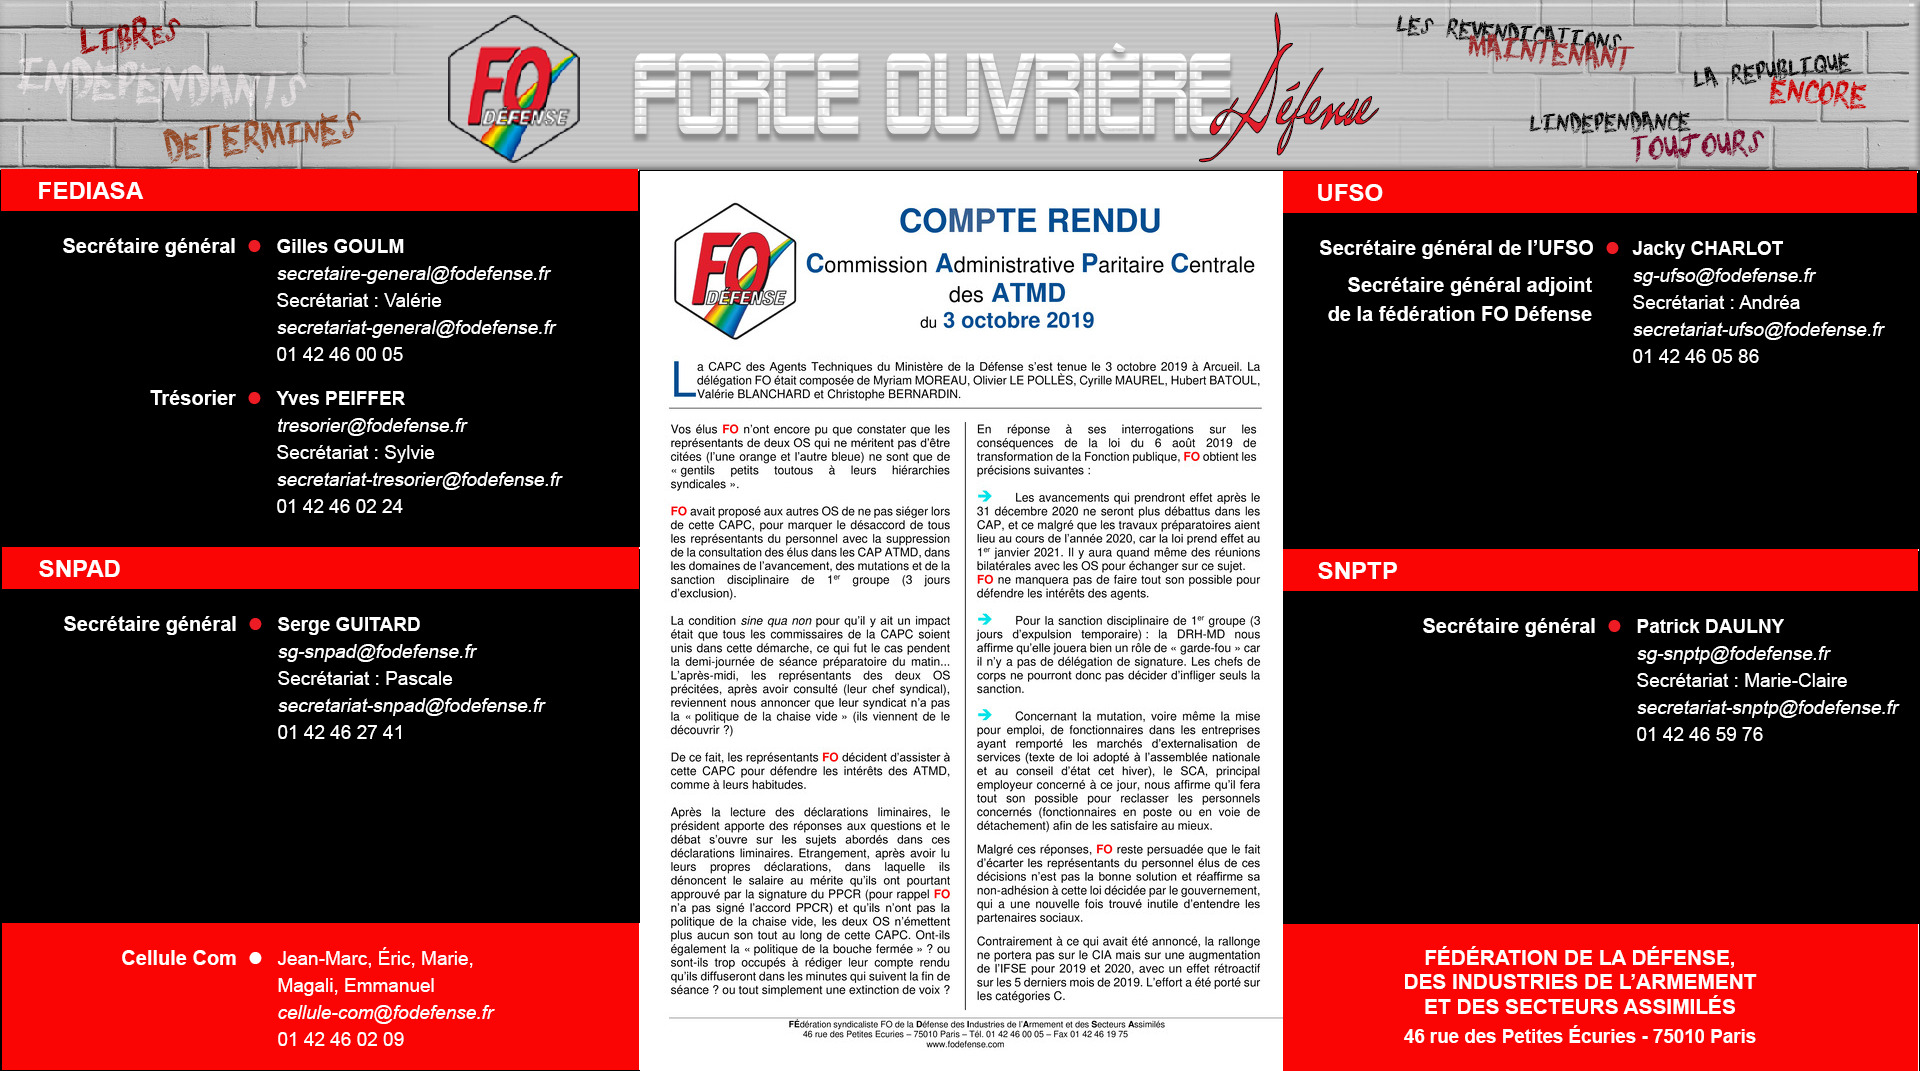 LIBRES
INDEPENDANTS
DETERMINES
FO
DÉFENSE
FORCE OUVRIÈRE
Défense
LES REVENDICATIONS
MAINTENANT
LA REPUBLIQUE
ENCORE
L'INDEPENDANCE
TOUJOURS
FEDIASA
Secrétaire général ● Gilles GOULM
secretaire-general@fodefense.fr
Secrétariat : Valérie
secretariat-general@fodefense.fr
01 42 46 00 05
Trésorier ● Yves PEIFFER
tresorier@fodefense.fr
Secrétariat : Sylvie
secretariat-tresorier@fodefense.fr
01 42 46 02 24
SNPAD
Secrétaire général ● Serge GUITARD
sg-snpad@fodefense.fr
Secrétariat : Pascale
secretariat-snpad@fodefense.fr
01 42 46 27 41
Cellule Com ● Jean-Marc, Éric, Marie,
Magali, Emmanuel
cellule-com@fodefense.fr
01 42 46 02 09
FO
DÉFENSE
COMPTE RENDU
Commission Administrative Paritaire Centrale
des ATMD
du 3 octobre 2019
La CAPC des Agents Techniques du Ministère de la Défense s'est tenue le 3 octobre 2019 à Arcueil. La
délégation FO était composée de Myriam MOREAU, Olivier LE POLLÈS, Cyrille MAUREL, Hubert BATOUL,
Valérie BLANCHARD et Christophe BERNARDIN.
Vos élus FO n'ont encore pu que constater que les
représentants de deux OS qui ne méritent pas d'être
citées (l'une orange et l'autre bleue) ne sont que de
« gentils petits toutous à leurs hiérarchies
syndicales ».
FO avait proposé aux autres OS de ne pas siéger lors
de cette CAPC, pour marquer le désaccord de tous
les représentants du personnel avec la suppression
de la consultation des élus dans les CAP ATMD, dans
les domaines de l'avancement, des mutations et de la
sanction disciplinaire de 1er groupe (3 jours
d'exclusion).
La condition sine qua non pour qu'il y ait un impact
était que tous les commissaires de la CAPC soient
unis dans cette démarche, ce qui fut le cas pendent
la demi-journée de séance préparatoire du matin...
L'après-midi, les représentants des deux OS
précitées, après avoir consulté (leur chef syndical),
reviennent nous annoncer que leur syndicat n'a pas
la « politique de la chaise vide » (ils viennent de le
découvrir ?)
De ce fait, les représentants FO décident d'assister à
cette CAPC pour défendre les intérêts des ATMD,
comme à leurs habitudes.
Après la lecture des déclarations liminaires, le
président apporte des réponses aux questions et le
débat s'ouvre sur les sujets abordés dans ces
déclarations liminaires. Etrangement, après avoir lu
leurs propres déclarations, dans laquelle ils
dénoncent le salaire au mérite qu'ils ont pourtant
approuvé par la signature du PPCR (pour rappel FO
n'a pas signé l'accord PPCR) et qu'ils n'ont pas la
politique de la chaise vide, les deux OS n'émettent
plus aucun son tout au long de cette CAPC. Ont-ils
également la « politique de la bouche fermée » ? ou
sont-ils trop occupés à rédiger leur compte rendu
qu'ils diffuseront dans les minutes qui suivent la fin de
séance ? ou tout simplement une extinction de voix ?
En réponse à ses interrogations sur les
conséquences de la loi du 6 août 2019 de
transformation de la Fonction publique, FO obtient les
précisions suivantes :
➔ Les avancements qui prendront effet après le
31 décembre 2020 ne seront plus débattus dans les
CAP, et ce malgré que les travaux préparatoires aient
lieu au cours de l'année 2020, car la loi prend effet au
1er janvier 2021. Il y aura quand même des réunions
bilatérales avec les OS pour échanger sur ce sujet.
FO ne manquera pas de faire tout son possible pour
défendre les intérêts des agents.
➔ Pour la sanction disciplinaire de 1er groupe (3
jours d'expulsion temporaire) : la DRH-MD nous
affirme qu'elle jouera bien un rôle de « garde-fou » car
il n'y a pas de délégation de signature. Les chefs de
corps ne pourront donc pas décider d'infliger seuls la
sanction.
➔ Concernant la mutation, voire même la mise
pour emploi, de fonctionnaires dans les entreprises
ayant remporté les marchés d'externalisation de
services (texte de loi adopté à l'assemblée nationale
et au conseil d'état cet hiver), le SCA, principal
employeur concerné à ce jour, nous affirme qu'il fera
tout son possible pour reclasser les personnels
concernés (fonctionnaires en poste ou en voie de
détachement) afin de les satisfaire au mieux.
Malgré ces réponses, FO reste persuadée que le fait
d'écarter les représentants du personnel élus de ces
décisions n'est pas la bonne solution et réaffirme sa
non-adhésion à cette loi décidée par le gouvernement,
qui a une nouvelle fois trouvé inutile d'entendre les
partenaires sociaux.
Contrairement à ce qui avait été annoncé, la rallonge
ne portera pas sur le CIA mais sur une augmentation
de l'IFSE pour 2019 et 2020, avec un effet rétroactif
sur les 5 derniers mois de 2019. L'effort a été porté sur
les catégories C.
FÉdération syndicaliste FO de la Défense des Industries de l'Armement et des Secteurs Assimilés
46 rue des Petites Écuries – 75010 Paris – Tél. 01 42 46 00 05 – Fax 01 42 46 19 75
www.fodefense.com
UFSO
Secrétaire général de l'UFSO ● Jacky CHARLOT
sg-ufso@fodefense.fr
Secrétaire général adjoint
de la fédération FO Défense
Secrétariat : Andréa
secretariat-ufso@fodefense.fr
01 42 46 05 86
SNPTP
Secrétaire général ● Patrick DAULNY
sg-snptp@fodefense.fr
Secrétariat : Marie-Claire
secretariat-snptp@fodefense.fr
01 42 46 59 76
FÉDÉRATION DE LA DÉFENSE,
DES INDUSTRIES DE L'ARMEMENT
ET DES SECTEURS ASSIMILÉS
46 rue des Petites Écuries - 75010 Paris